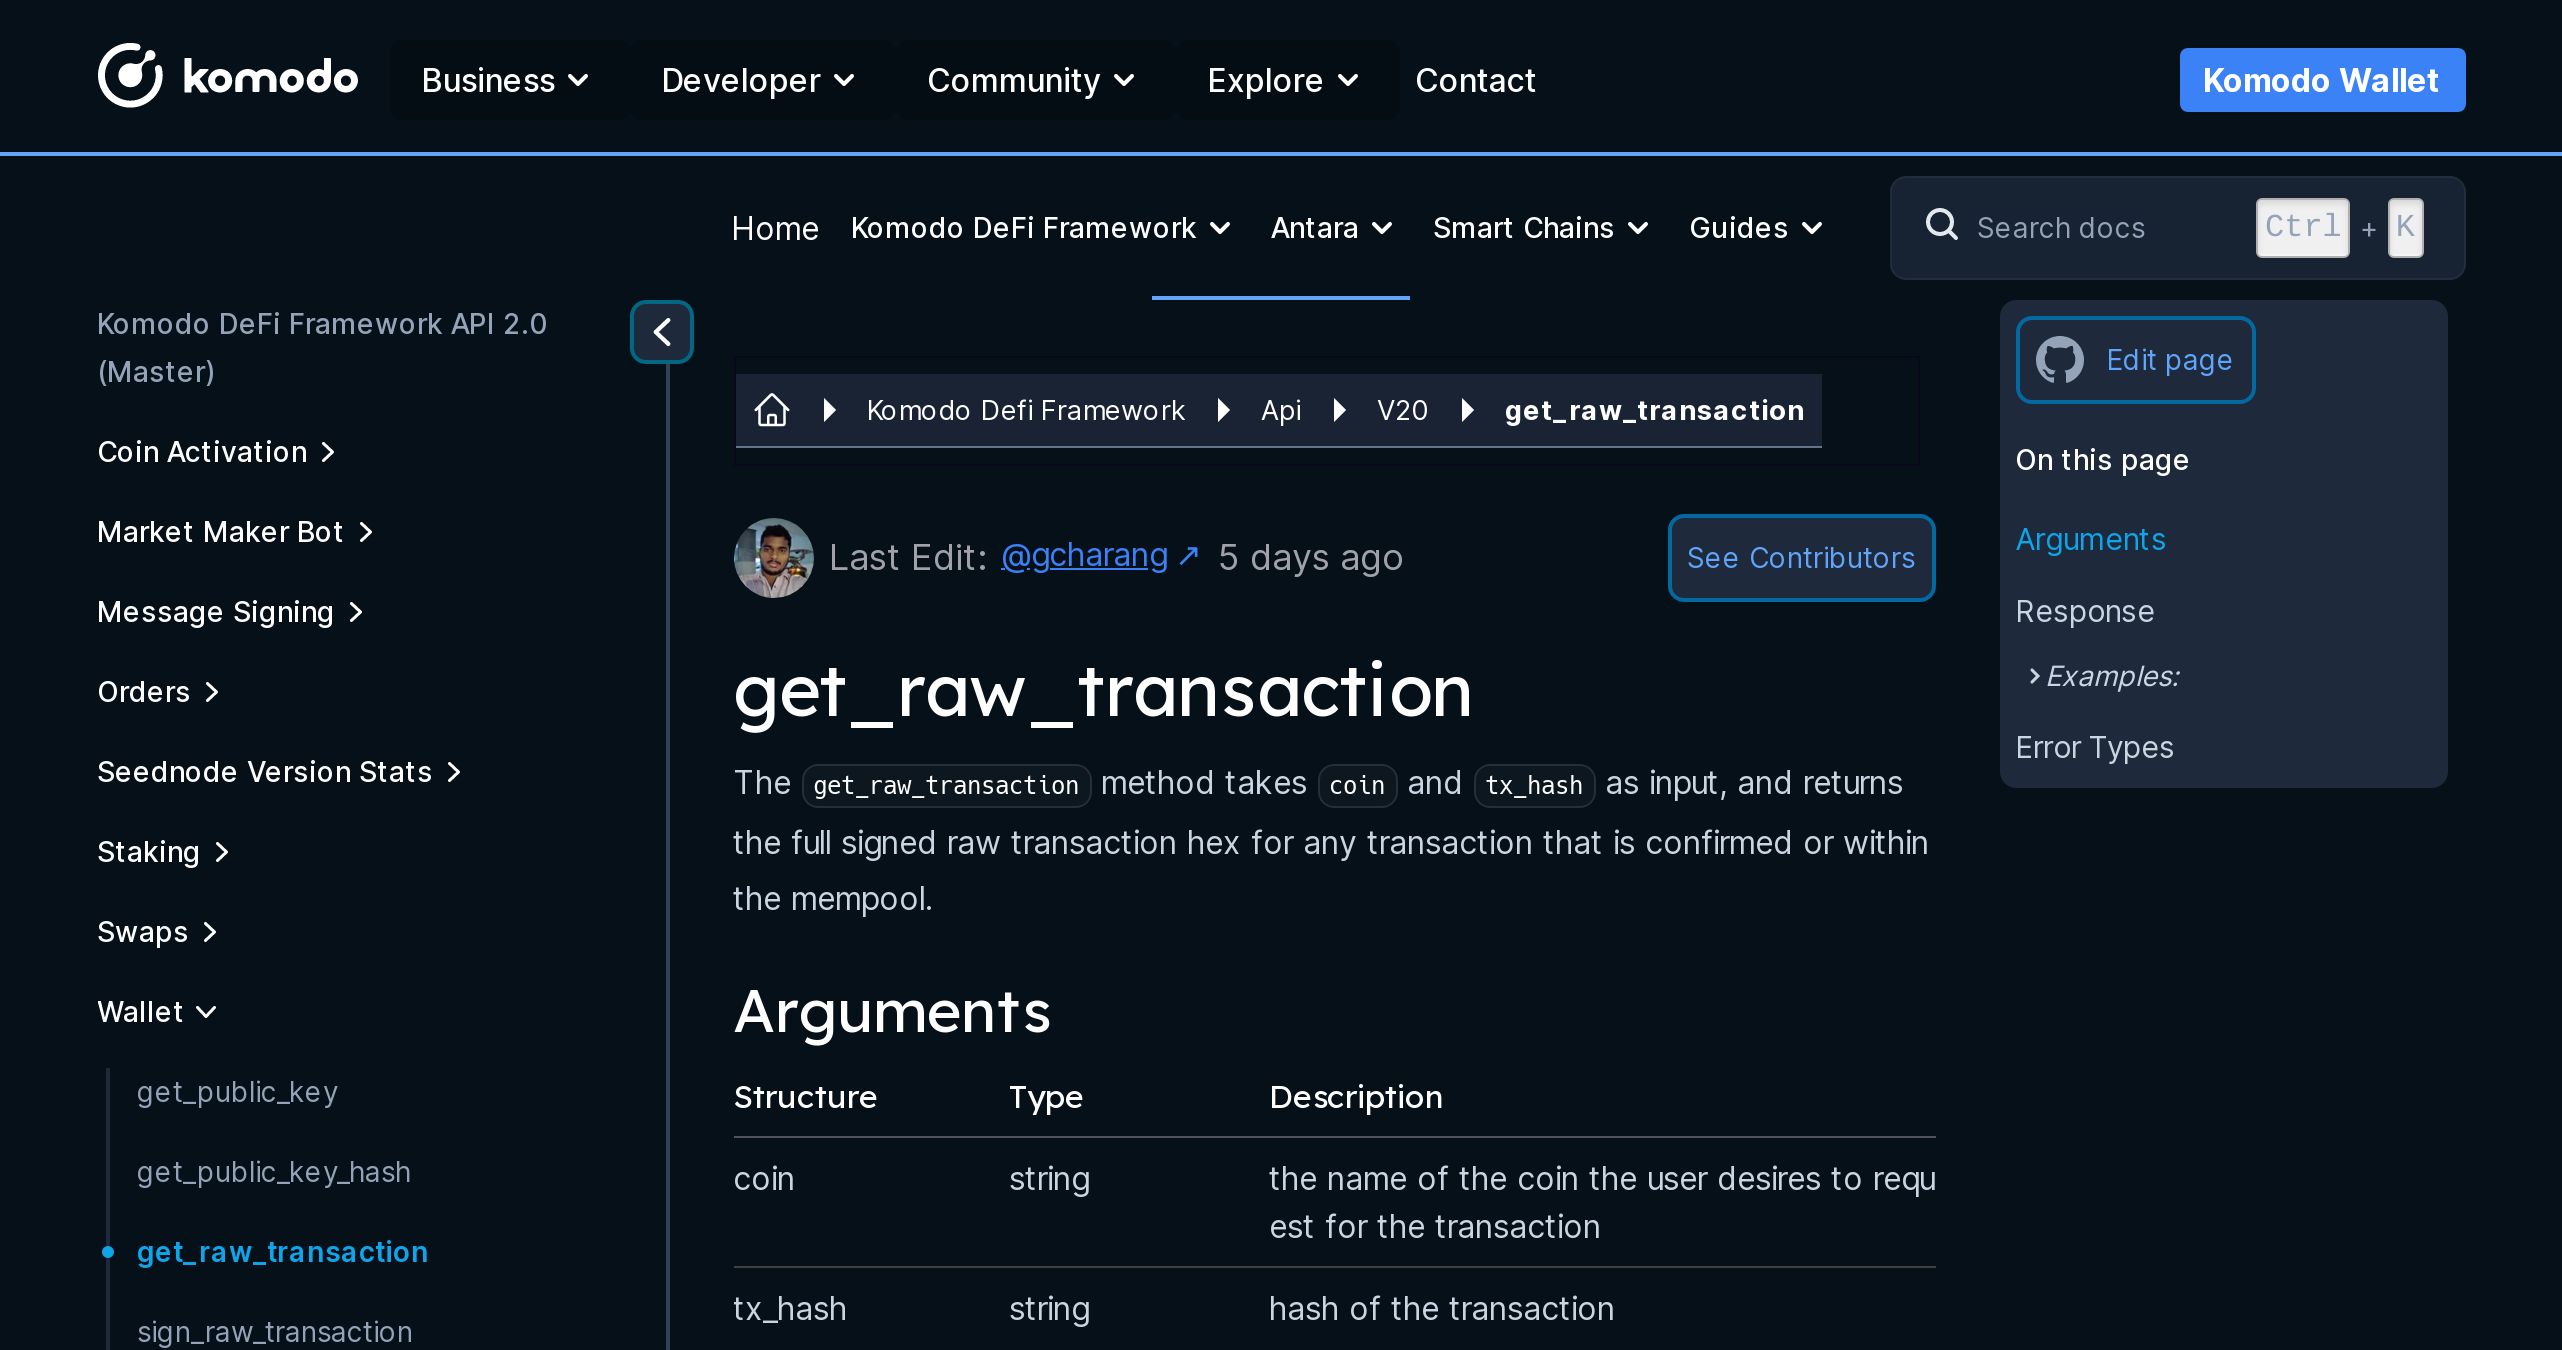 komodo Business Developer Community Explore Contact Komodo Wallet
Home Komodo DeFi Framework Antara Smart Chains Guides Search docs Ctrl + K
Komodo DeFi Framework API 2.0
(Master)
Coin Activation
Market Maker Bot
Message Signing
Orders
Seednode Version Stats
Staking
Swaps
Wallet
get_public_key
get_public_key_hash
get_raw_transaction
sign_raw_transaction
Komodo Defi Framework Api V20 get_raw_transaction
Last Edit: @gcharang ↗ 5 days ago See Contributors
get_raw_transaction
The get_raw_transaction method takes coin and tx_hash as input, and returns
the full signed raw transaction hex for any transaction that is confirmed or within
the mempool.
Arguments
Structure Type Description
coin string the name of the coin the user desires to requ
est for the transaction
tx_hash string hash of the transaction
Edit page
On this page
Arguments
Response
Examples:
Error Types